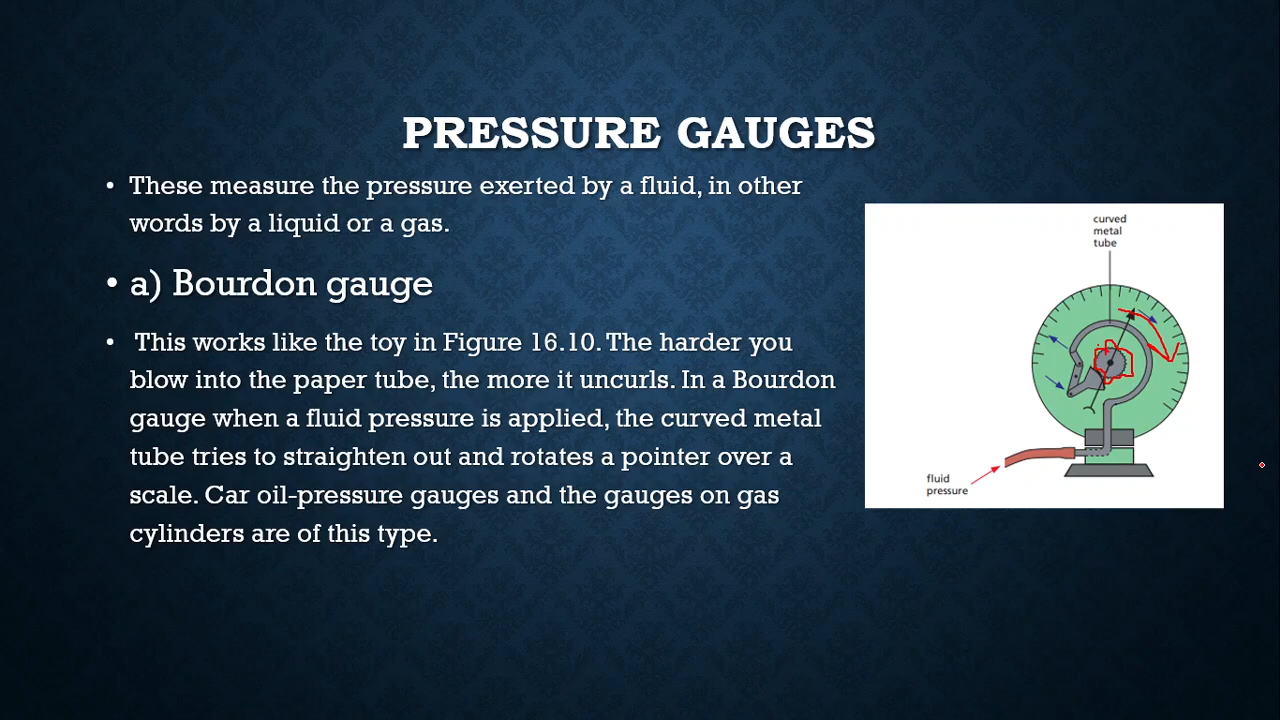 PRESSURE GAUGES
• These measure the pressure exerted by a fluid, in other
words by a liquid or a gas.
• a) Bourdon gauge
• This works like the toy in Figure 16.10. The harder you
blow into the paper tube, the more it uncurls. In a Bourdon
gauge when a fluid pressure is applied, the curved metal
tube tries to straighten out and rotates a pointer over a
scale. Car oil-pressure gauges and the gauges on gas
cylinders are of this type.
curved
metal
tube
fluid
pressure